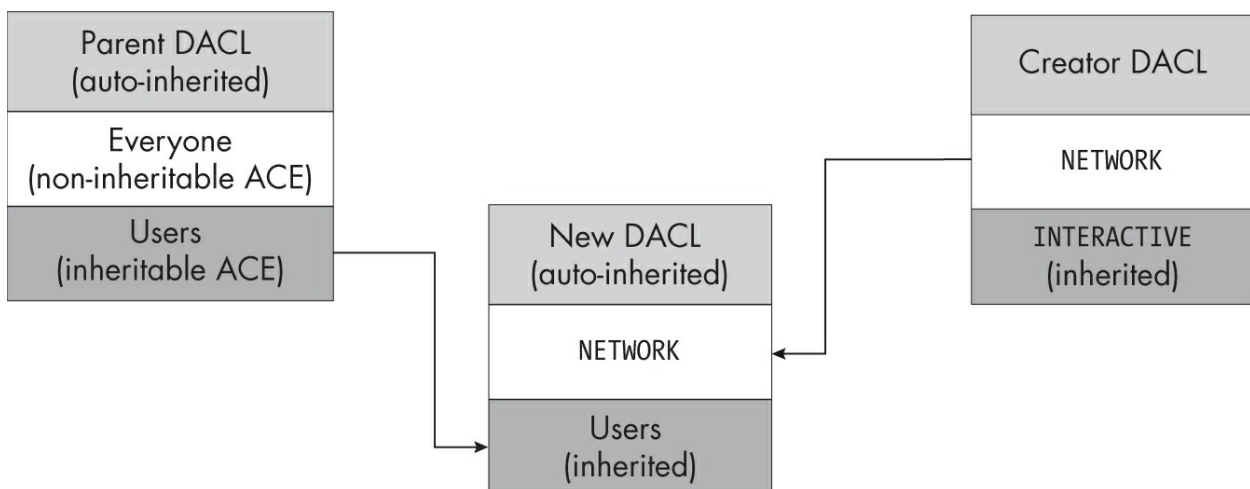 Parent DACL
(auto-inherited)
Everyone
(non-inheritable ACE)
Users
(inheritable ACE)
New DACL
(auto-inherited)
NETWORK
Users
(inherited)
Creator DACL
NETWORK
INTERACTIVE
(inherited)